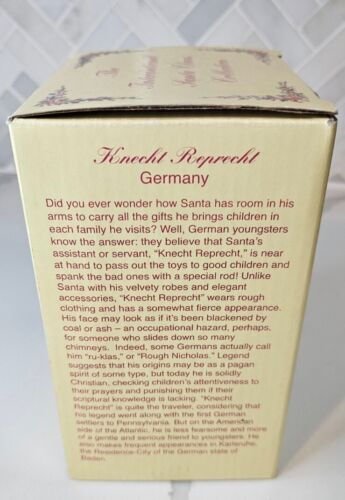 The
International
Santa Claus
Collection
Knecht Reprecht
Germany
Did you ever wonder how Santa has room in his
arms to carry all the gifts he brings children in
each family he visits? Well, German youngsters
know the answer: they believe that Santa's
assistant or servant, "Knecht Reprecht," is near
at hand to pass out the toys to good children and
spank the bad ones with a special rod! Unlike
Santa with his velvety robes and elegant
accessories, "Knecht Reprecht" wears rough
clothing and has a somewhat fierce appearance.
His face may look as if it's been blackened by
coal or ash – an occupational hazard, perhaps,
for someone who slides down so many
chimneys. Indeed, some Germans actually call
him "ru-klas," or "Rough Nicholas." Legend
suggests that his origins may be as a pagan
spirit of some type, but today he is solidly
Christian, checking children's attentiveness to
their prayers and punishing them if their
scriptural knowledge is lacking. "Knecht
Reprecht" is quite the traveler, considering that
his legend went along with the first German
settlers to Pennsylvania. But on the American
side of the Atlantic, he is less fearsome and more
of a gentle and serious friend to youngsters. He
also makes frequent appearances in Karlsruhe,
the Residence-City of the German state of
Baden.